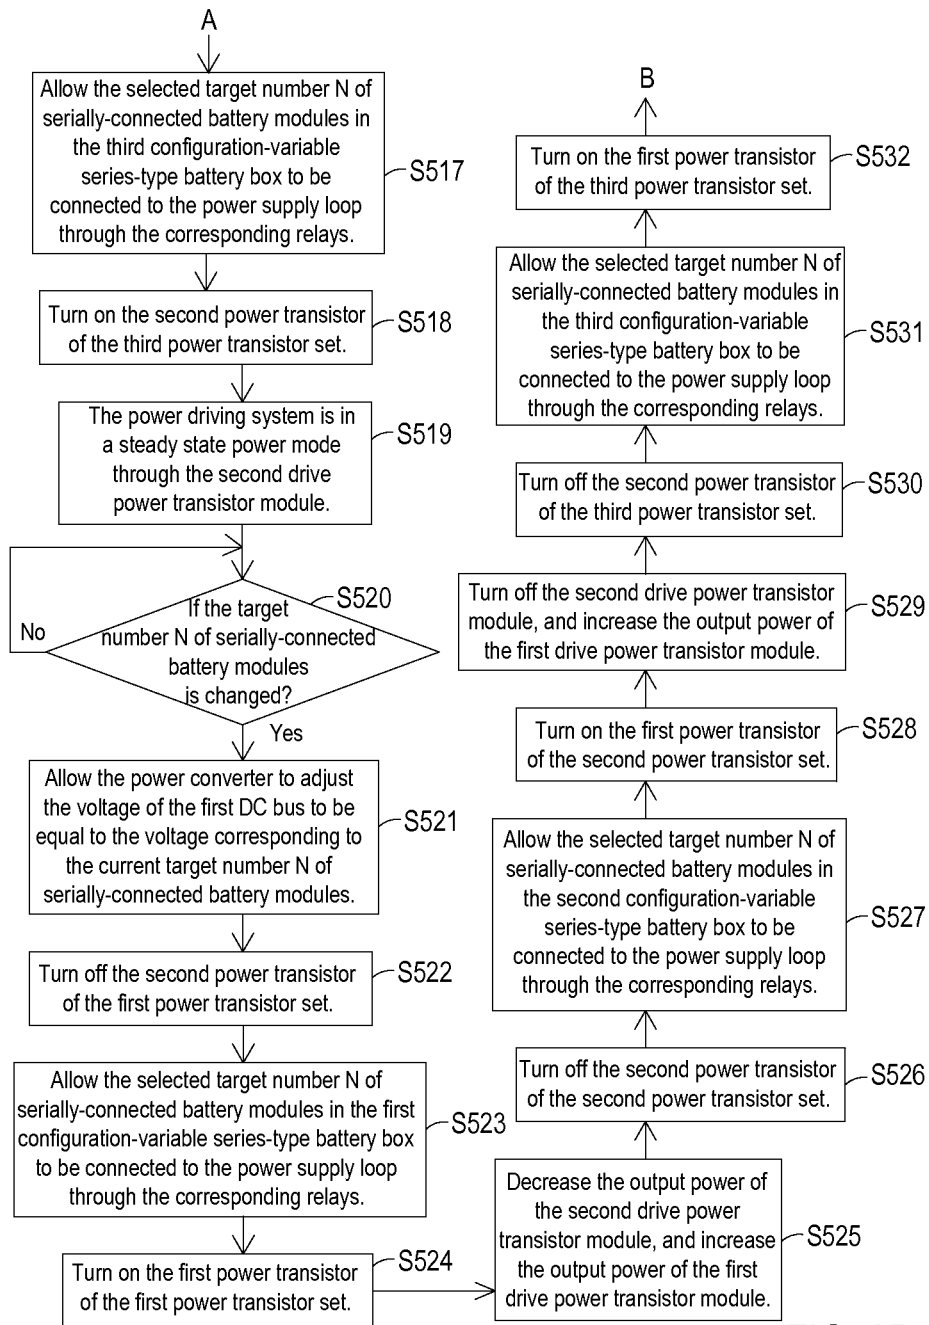 A
Allow the selected target number N of
serially-connected battery modules in
the third configuration-variable
series-type battery box to be
connected to the power supply loop
through the corresponding relays.
S517
Turn on the second power transistor
of the third power transistor set.
S518
The power driving system is in
a steady state power mode
through the second drive
power transistor module.
S519
If the target
number N of serially-connected
battery modules
is changed?
S520
No
Yes
Allow the power converter to adjust
the voltage of the first DC bus to be
equal to the voltage corresponding to
the current target number N of
serially-connected battery modules.
S521
Turn off the second power transistor
of the first power transistor set.
S522
Allow the selected target number N of
serially-connected battery modules in the first
configuration-variable series-type battery box
to be connected to the power supply loop
through the corresponding relays.
S523
Turn on the first power transistor
of the first power transistor set.
S524
Decrease the output power of
the second drive power
transistor module, and increase
the output power of the first
drive power transistor module.
S525
Turn off the second power transistor
of the second power transistor set.
S526
Allow the selected target number N of
serially-connected battery modules in
the second configuration-variable
series-type battery box to be
connected to the power supply loop
through the corresponding relays.
S527
Turn on the first power transistor
of the second power transistor set.
S528
Turn off the second drive power transistor
module, and increase the output power of
the first drive power transistor module.
S529
Turn off the second power transistor
of the third power transistor set.
S530
Allow the selected target number N of
serially-connected battery modules in
the third configuration-variable
series-type battery box to be
connected to the power supply loop
through the corresponding relays.
S531
Turn on the first power transistor
of the third power transistor set.
S532
B